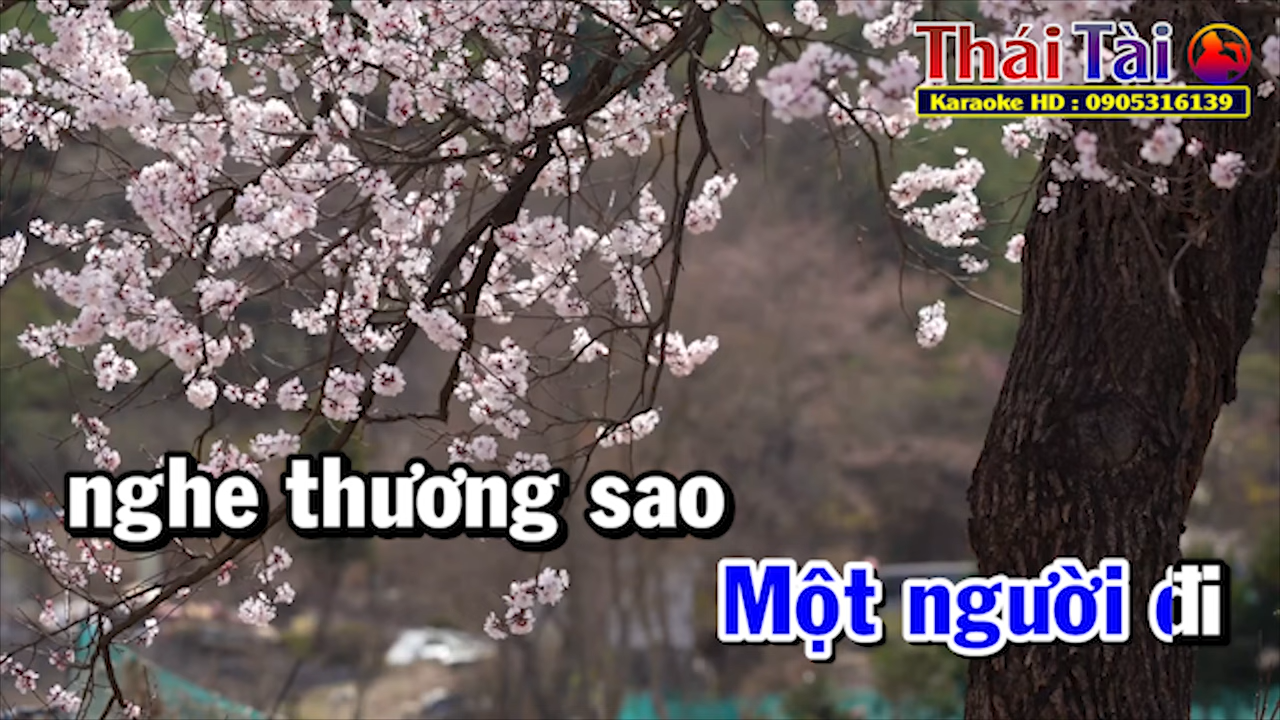 Thái Tài
Karaoke HD : 0905316139
nghe thương sao
Một người đi